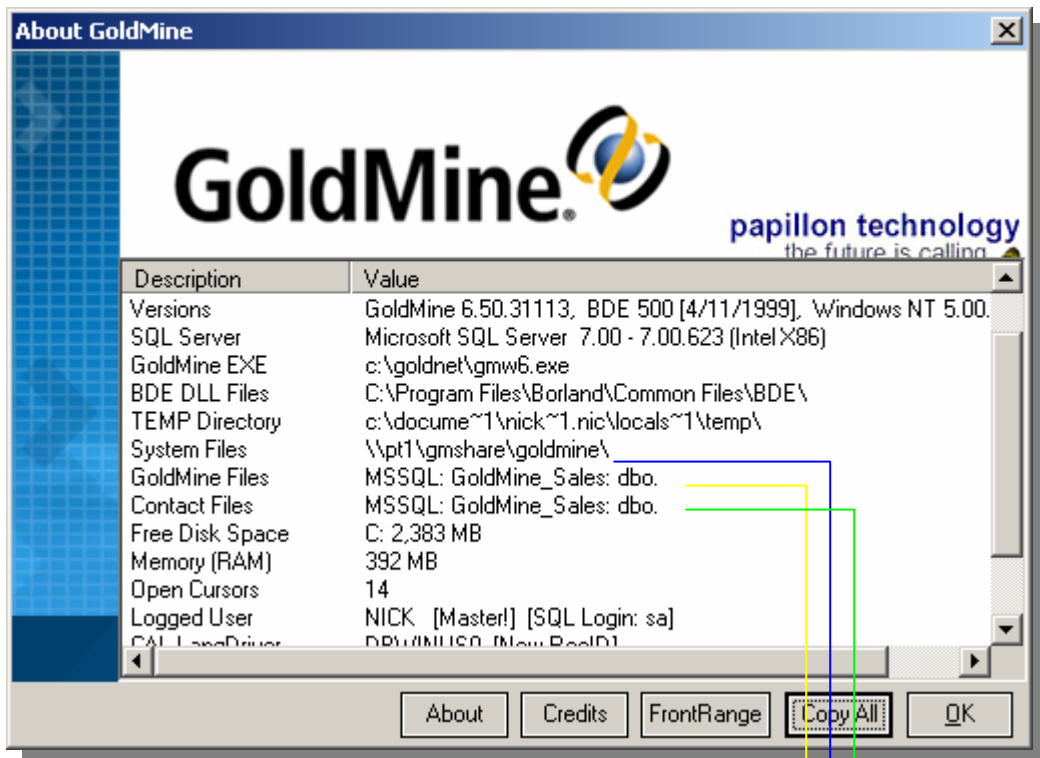 About GoldMine
GoldMine.
papillon technology
the future is calling
Description Value
Versions GoldMine 6.50.31113, BDE 500 [4/11/1999], Windows NT 5.00.
SQL Server Microsoft SQL Server 7.00 - 7.00.623 (Intel X86)
GoldMine EXE c:\goldnet\gmw6.exe
BDE DLL Files C:\Program Files\Borland\Common Files\BDE\
TEMP Directory c:\docume~1\nick~1.nic\locals~1\temp\
System Files \\pt1\gmshare\goldmine\
GoldMine Files MSSQL: GoldMine_Sales: dbo.
Contact Files MSSQL: GoldMine_Sales: dbo.
Free Disk Space C: 2,383 MB
Memory (RAM) 392 MB
Open Cursors 14
Logged User NICK [Master!] [SQL Login: sa]
About Credits FrontRange Copy All OK